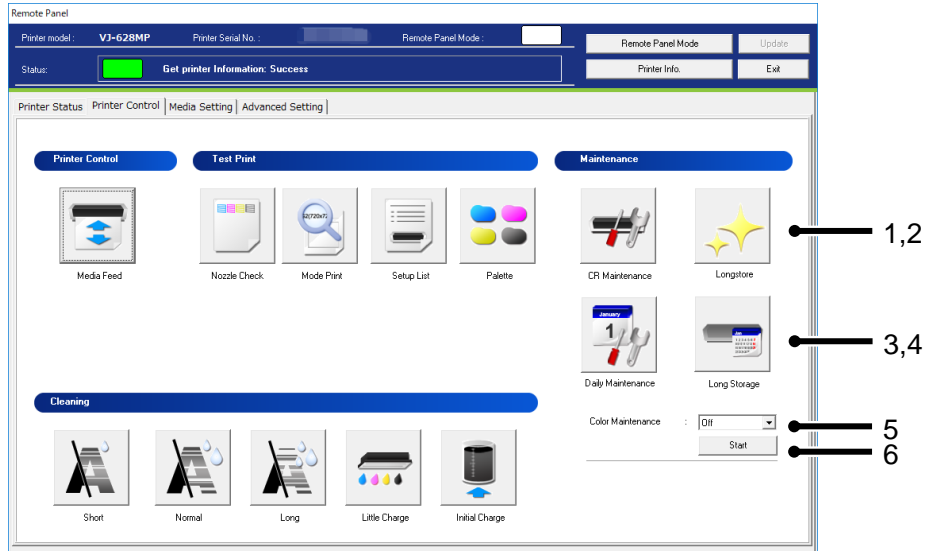 Remote Panel
Printer model : VJ-628MP Printer Serial No. : Remote Panel Mode :
Remote Panel Mode Update
Status: Get printer Information: Success
Printer Info. Exit
Printer Status Printer Control Media Setting Advanced Setting
Printer Control Test Print Maintenance
62(720x72
1,2
Media Feed Nozzle Check Mode Print Setup List Palette CR Maintenance Longstore
January
1
Jan
3,4
Daily Maintenance Long Storage
Cleaning
Color Maintenance : Off 5
Start 6
Short Normal Long Little Charge Initial Charge